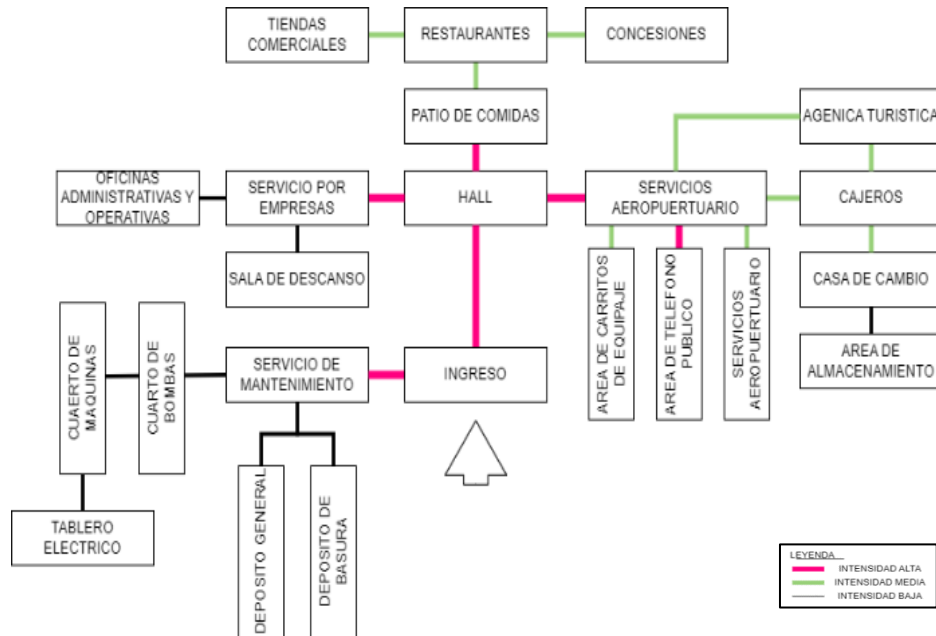 TIENDAS
COMERCIALES
RESTAURANTES
CONCESIONES
PATIO DE COMIDAS
AGENICA TURISTICA
OFICINAS
ADMINISTRATIVAS Y
OPERATIVAS
SERVICIO POR
EMPRESAS
HALL
SERVICIOS
AEROPUERTUARIO
CAJEROS
SALA DE DESCANSO
AREA DE CARRITOS
DE EQUIPAJE
AREA DE TELEFONO
PUBLICO
SERVICIOS
AEROPUERTUARIO
CASA DE CAMBIO
CUAERTO DE
MAQUINAS
CUARTO DE
BOMBAS
SERVICIO DE
MANTENIMIENTO
INGRESO
AREA DE
ALMACENAMIENTO
DEPOSITO GENERAL
DEPOSITO DE
BASURA
TABLERO
ELECTRICO
LEYENDA
INTENSIDAD ALTA
INTENSIDAD MEDIA
INTENSIDAD BAJA